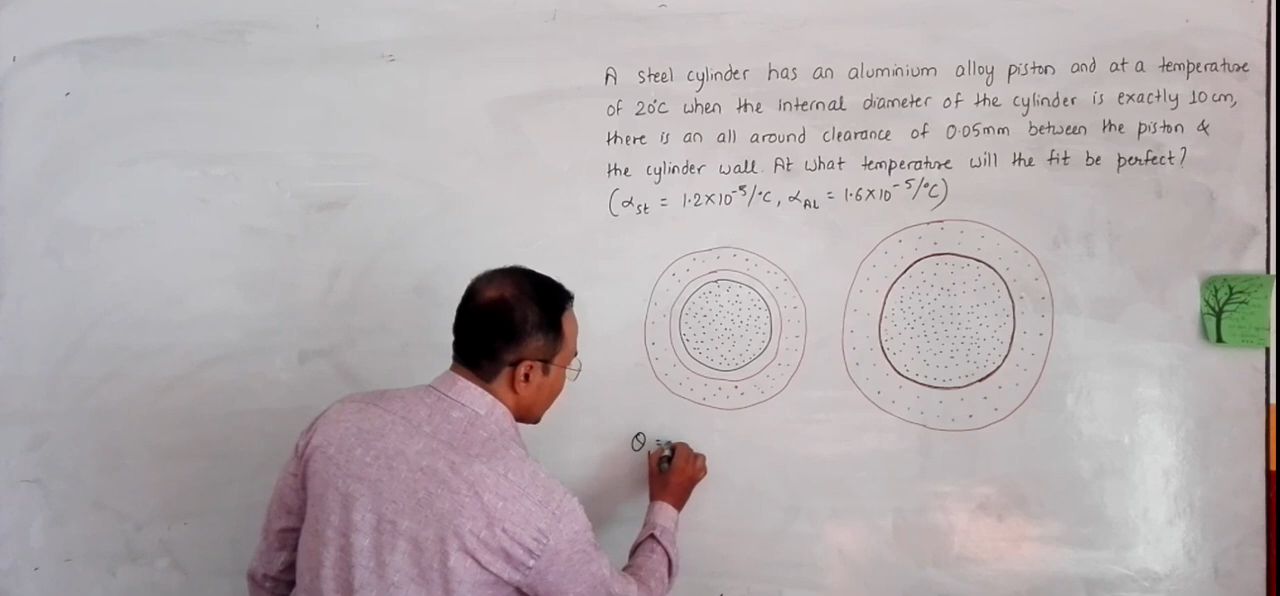 A steel cylinder has an aluminium alloy piston and at a temperature
of 20°C when the internal diameter of the cylinder is exactly 10 cm,
there is an all around clearance of 0.05mm between the piston &
the cylinder wall. At what temperature will the fit be perfect?
(αst = 1.2×10⁻⁵/°C, αAL = 1.6×10⁻⁵/°C)
θ₁ =